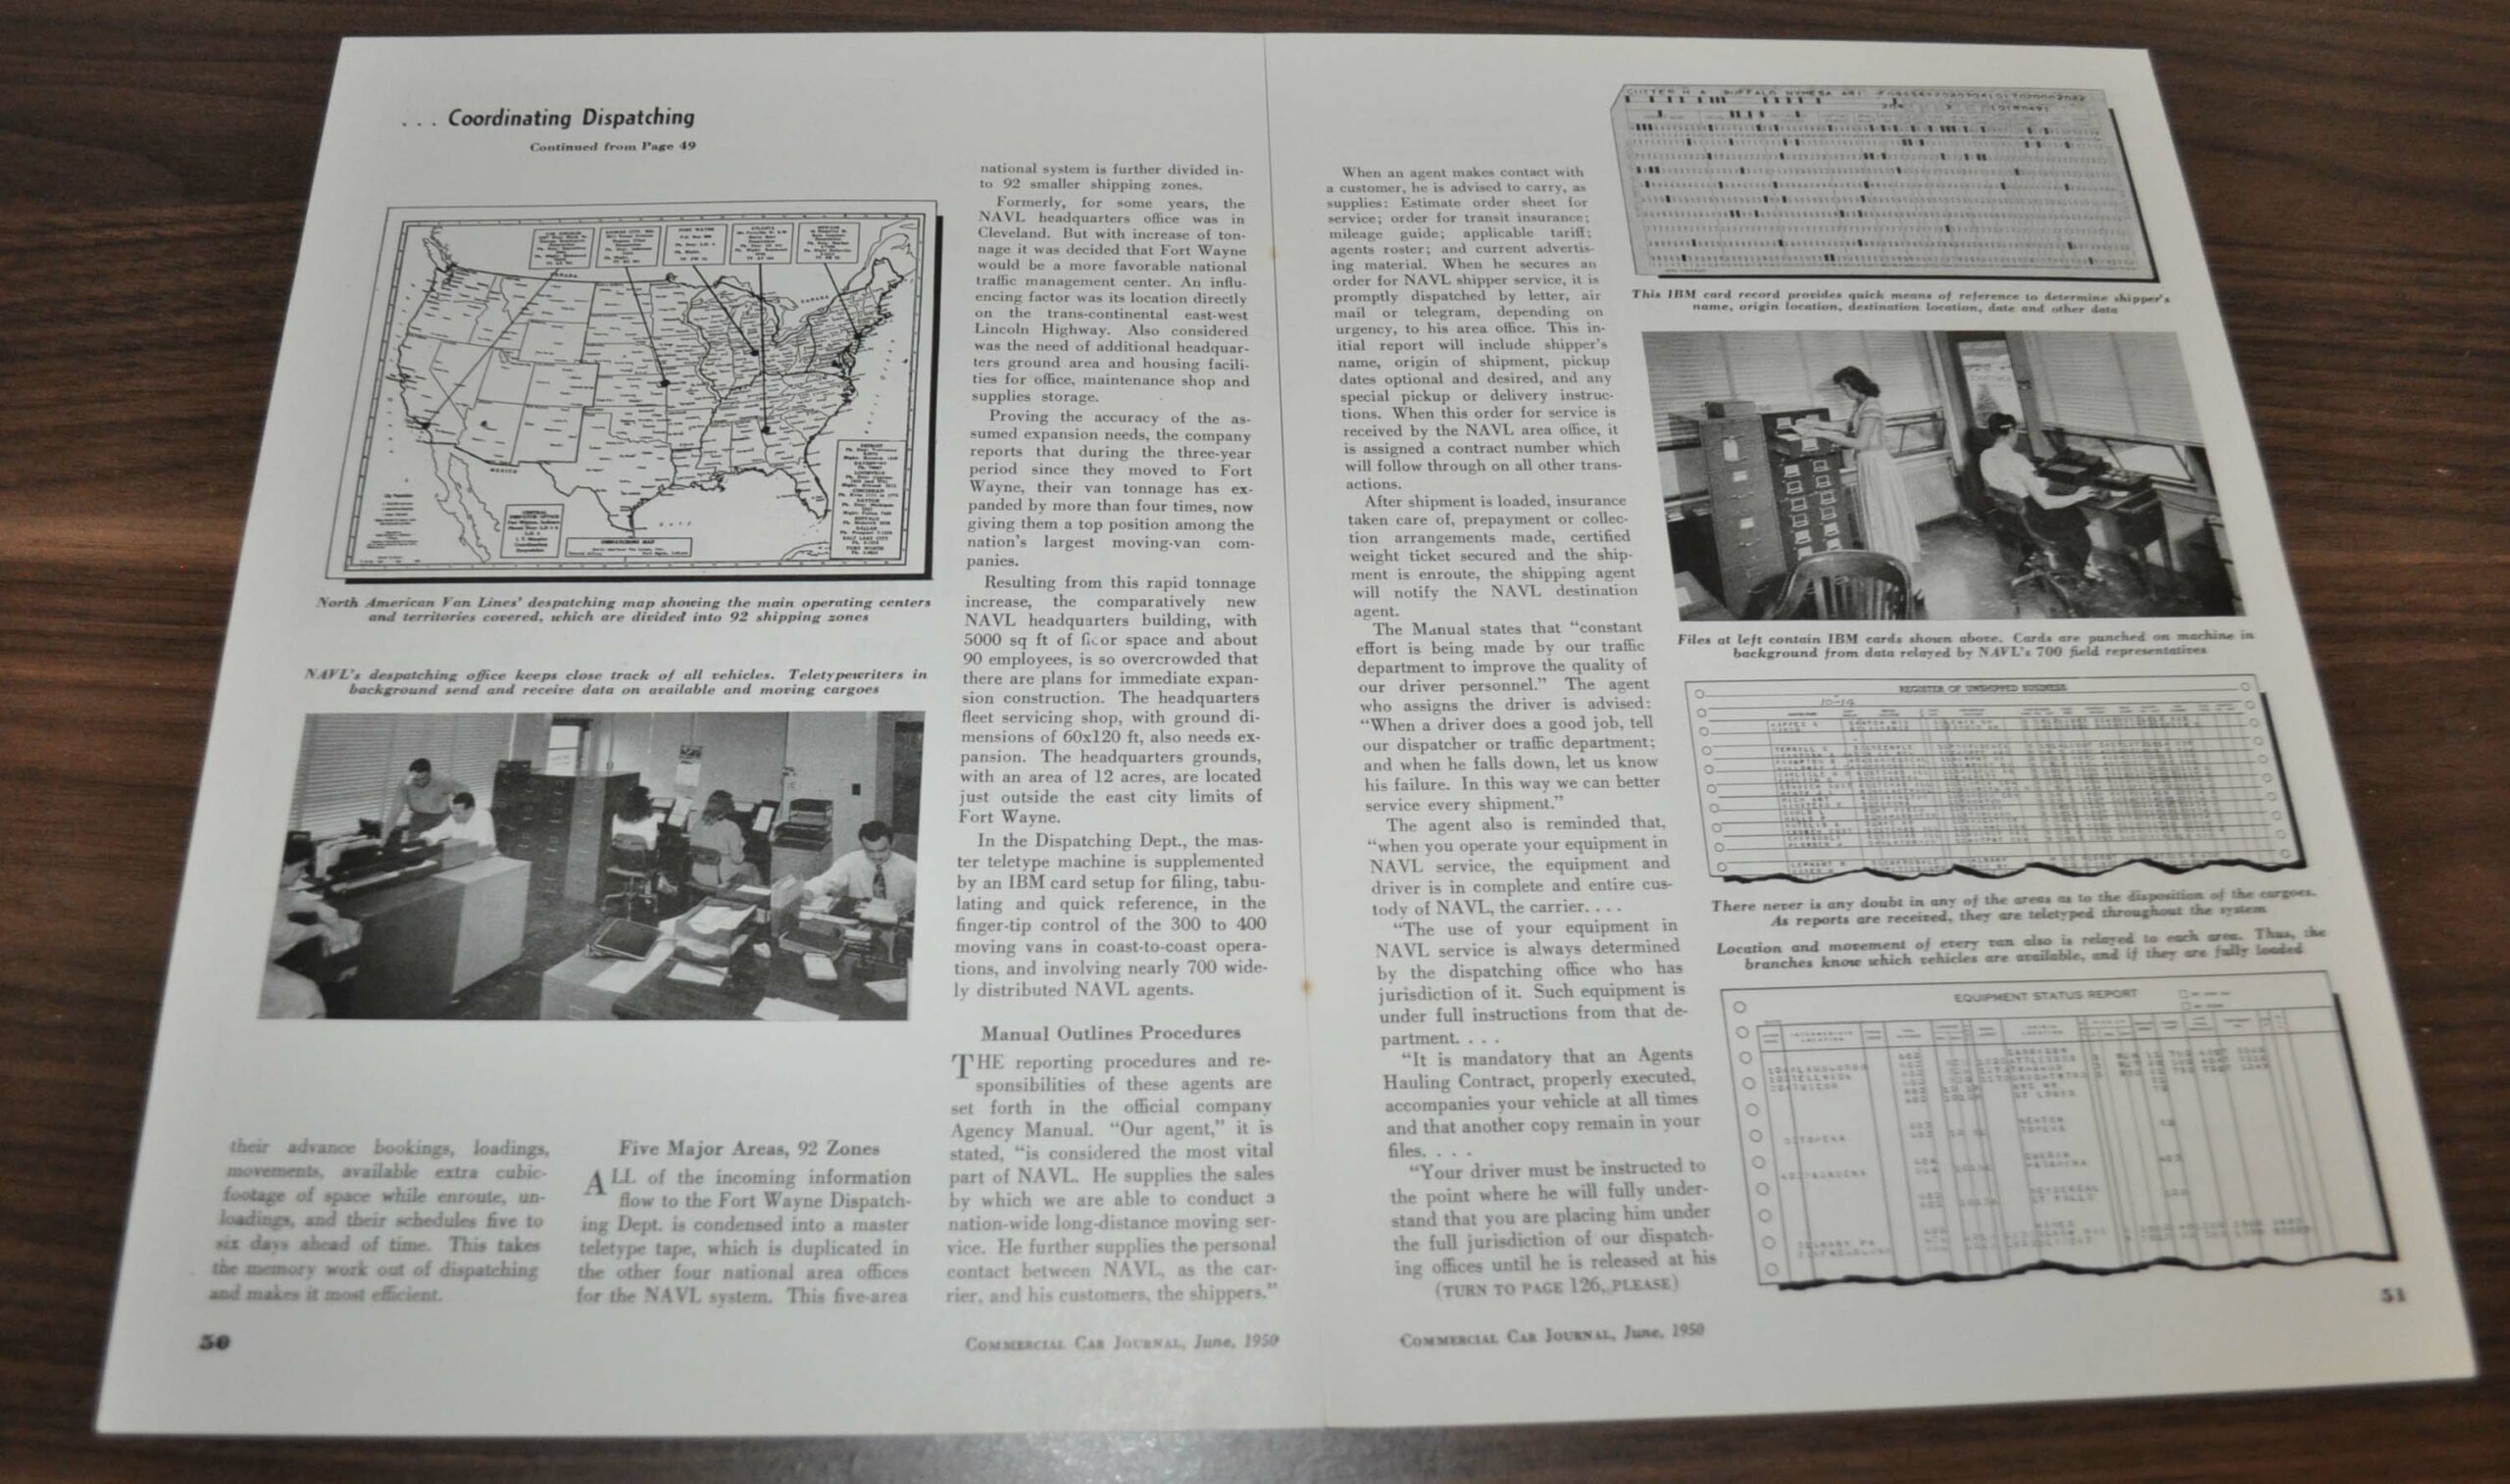 ... Coordinating Dispatching
Continued from Page 49
CANADA
FORT WAYNE
ATLANTA
CANADA
MEXICO
DESPATCHING MAP
North American Van Lines' despatching map showing the main operating centers
and territories covered, which are divided into 92 shipping zones
NAVL's despatching office keeps close track of all vehicles. Teletypewriters in
background send and receive data on available and moving cargoes
their advance bookings, loadings,
movements, available extra cubic-
footage of space while enroute, un-
loadings, and their schedules five to
six days ahead of time. This takes
the memory work out of dispatching
and makes it most efficient.
Five Major Areas, 92 Zones
ALL of the incoming information
flow to the Fort Wayne Dispatch-
ing Dept. is condensed into a master
teletype tape, which is duplicated in
the other four national area offices
for the NAVL system. This five-area
national system is further divided in-
to 92 smaller shipping zones.
Formerly, for some years, the
NAVL headquarters office was in
Cleveland. But with increase of ton-
nage it was decided that Fort Wayne
would be a more favorable national
traffic management center. An influ-
encing factor was its location directly
on the trans-continental east-west
Lincoln Highway. Also considered
was the need of additional headquar-
ters ground area and housing facili-
ties for office, maintenance shop and
supplies storage.
Proving the accuracy of the as-
sumed expansion needs, the company
reports that during the three-year
period since they moved to Fort
Wayne, their van tonnage has ex-
panded by more than four times, now
giving them a top position among the
nation's largest moving-van com-
panies.
Resulting from this rapid tonnage
increase, the comparatively new
NAVL headquarters building, with
5000 sq ft of floor space and about
90 employees, is so overcrowded that
there are plans for immediate expan-
sion construction. The headquarters
fleet servicing shop, with ground di-
mensions of 60x120 ft, also needs ex-
pansion. The headquarters grounds,
with an area of 12 acres, are located
just outside the east city limits of
Fort Wayne.
In the Dispatching Dept., the mas-
ter teletype machine is supplemented
by an IBM card setup for filing, tabu-
lating and quick reference, in the
finger-tip control of the 300 to 400
moving vans in coast-to-coast opera-
tions, and involving nearly 700 wide-
ly distributed NAVL agents.
Manual Outlines Procedures
THE reporting procedures and re-
sponsibilities of these agents are
set forth in the official company
Agency Manual. "Our agent," it is
stated, "is considered the most vital
part of NAVL. He supplies the sales
by which we are able to conduct a
nation-wide long-distance moving ser-
vice. He further supplies the personal
contact between NAVL, as the car-
rier, and his customers, the shippers."
50
COMMERCIAL CAR JOURNAL, June, 1950
When an agent makes contact with
a customer, he is advised to carry, as
supplies: Estimate order sheet for
service; order for transit insurance;
mileage guide; applicable tariff;
agents roster; and current advertis-
ing material. When he secures an
order for NAVL shipper service, it is
promptly dispatched by letter, air
mail or telegram, depending on
urgency, to his area office. This in-
itial report will include shipper's
name, origin of shipment, pickup
dates optional and desired, and any
special pickup or delivery instruc-
tions. When this order for service is
received by the NAVL area office, it
is assigned a contract number which
will follow through on all other trans-
actions.
After shipment is loaded, insurance
taken care of, prepayment or collec-
tion arrangements made, certified
weight ticket secured and the ship-
ment is enroute, the shipping agent
will notify the NAVL destination
agent.
The Manual states that "constant
effort is being made by our traffic
department to improve the quality of
our driver personnel." The agent
who assigns the driver is advised:
"When a driver does a good job, tell
our dispatcher or traffic department;
and when he falls down, let us know
his failure. In this way we can better
service every shipment."
The agent also is reminded that,
"when you operate your equipment in
NAVL service, the equipment and
driver is in complete and entire cus-
tody of NAVL, the carrier. . . .
"The use of your equipment in
NAVL service is always determined
by the dispatching office who has
jurisdiction of it. Such equipment is
under full instructions from that de-
partment. . . .
"It is mandatory that an Agents
Hauling Contract, properly executed,
accompanies your vehicle at all times
and that another copy remain in your
files. . . .
"Your driver must be instructed to
the point where he will fully under-
stand that you are placing him under
the full jurisdiction of our dispatch-
ing offices until he is released at his
(TURN TO PAGE 126, PLEASE)
This IBM card record provides quick means of reference to determine shipper's
name, origin location, destination location, date and other data
Files at left contain IBM cards shown above. Cards are punched on machine in
background from data relayed by NAVL's 700 field representatives
REGISTER OF UNSHIPPED BUSINESS
10-14
There never is any doubt in any of the areas as to the disposition of the cargoes.
As reports are received, they are teletyped throughout the system
Location and movement of every van also is relayed to each area. Thus, the
branches know which vehicles are available, and if they are fully loaded
EQUIPMENT STATUS REPORT
COMMERCIAL CAR JOURNAL, June, 1950
51